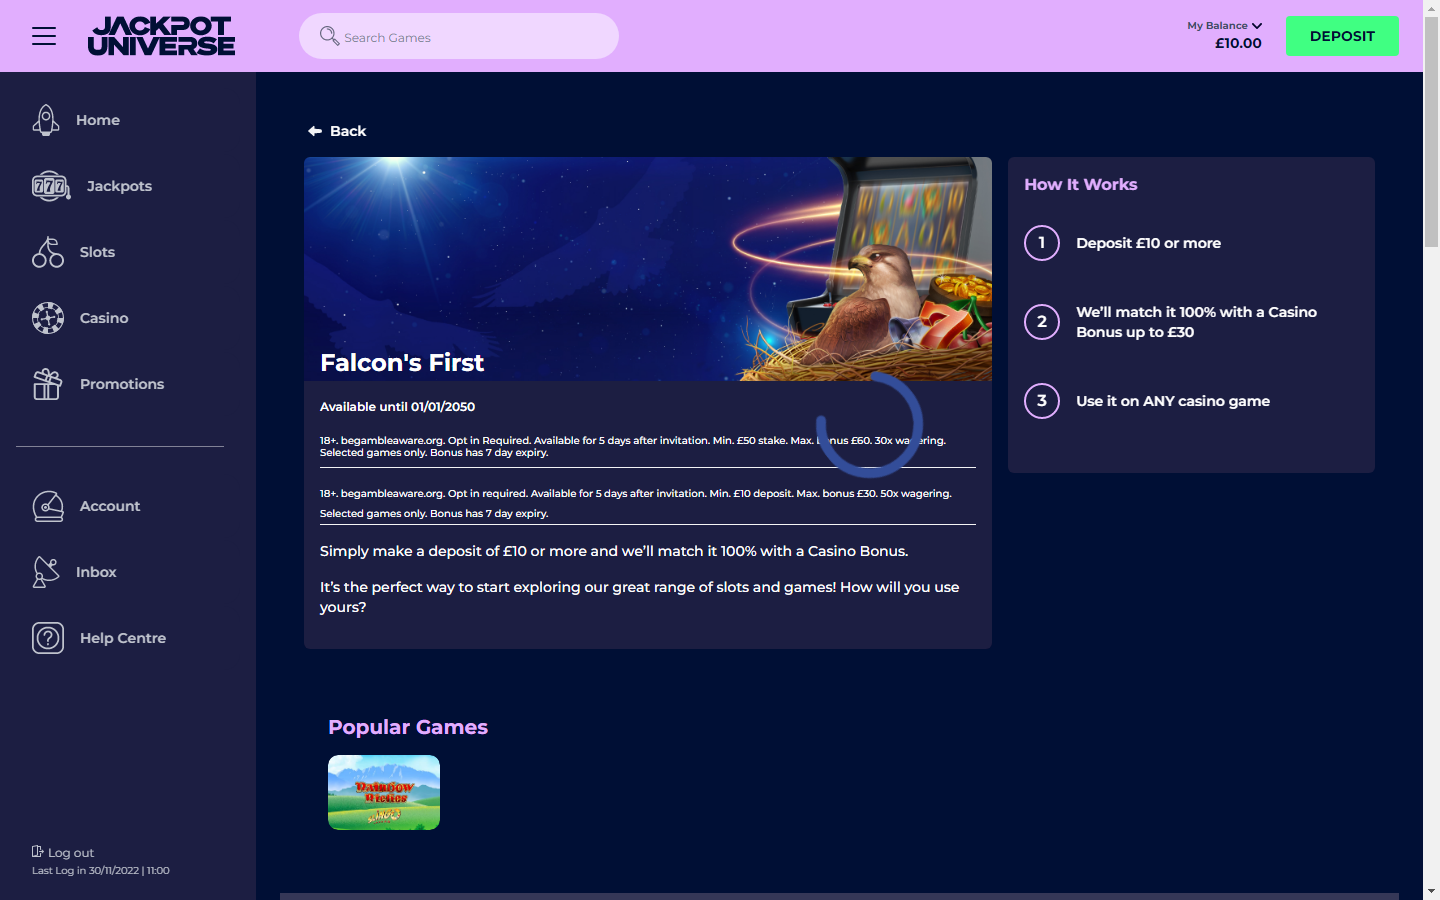 JACKPOT
UNIVERSE
Search Games
My Balance
£10.00
DEPOSIT
Home
Jackpots
Slots
Casino
Promotions
Account
Inbox
Help Centre
Log out
Last Log in 30/11/2022 | 11:00
Back
Falcon's First
Available until 01/01/2050
18+. begambleaware.org. Opt in Required. Available for 5 days after invitation. Min. £50 stake. Max. bonus £60. 30x wagering.
Selected games only. Bonus has 7 day expiry.
18+. begambleaware.org. Opt in required. Available for 5 days after invitation. Min. £10 deposit. Max. bonus £30. 50x wagering.
Selected games only. Bonus has 7 day expiry.
Simply make a deposit of £10 or more and we’ll match it 100% with a Casino Bonus.
It’s the perfect way to start exploring our great range of slots and games! How will you use
yours?
How It Works
1 Deposit £10 or more
2 We’ll match it 100% with a Casino
Bonus up to £30
3 Use it on ANY casino game
Popular Games
Rainbow
Riches